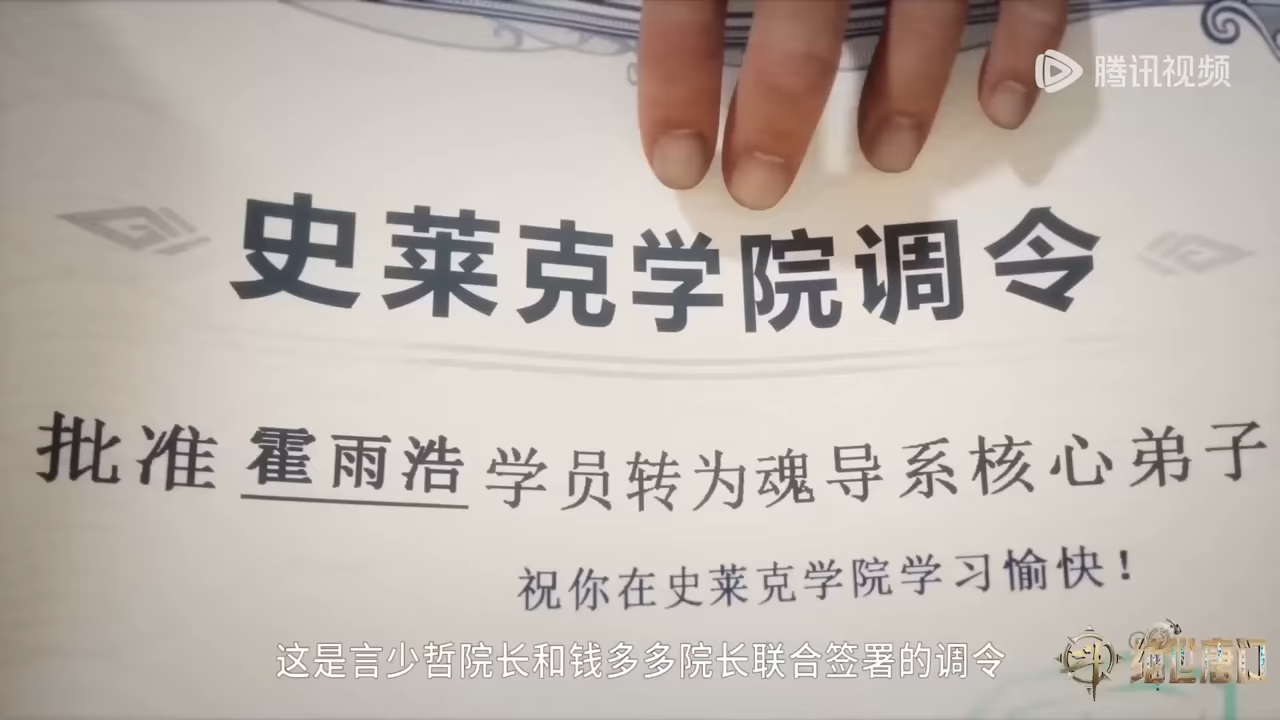 腾讯视频
史莱克学院调令
批准 霍雨浩 学员转为魂导系核心弟子
祝你在史莱克学院学习愉快！
这是言少哲院长和钱多多院长联合签署的调令
绝世唐门